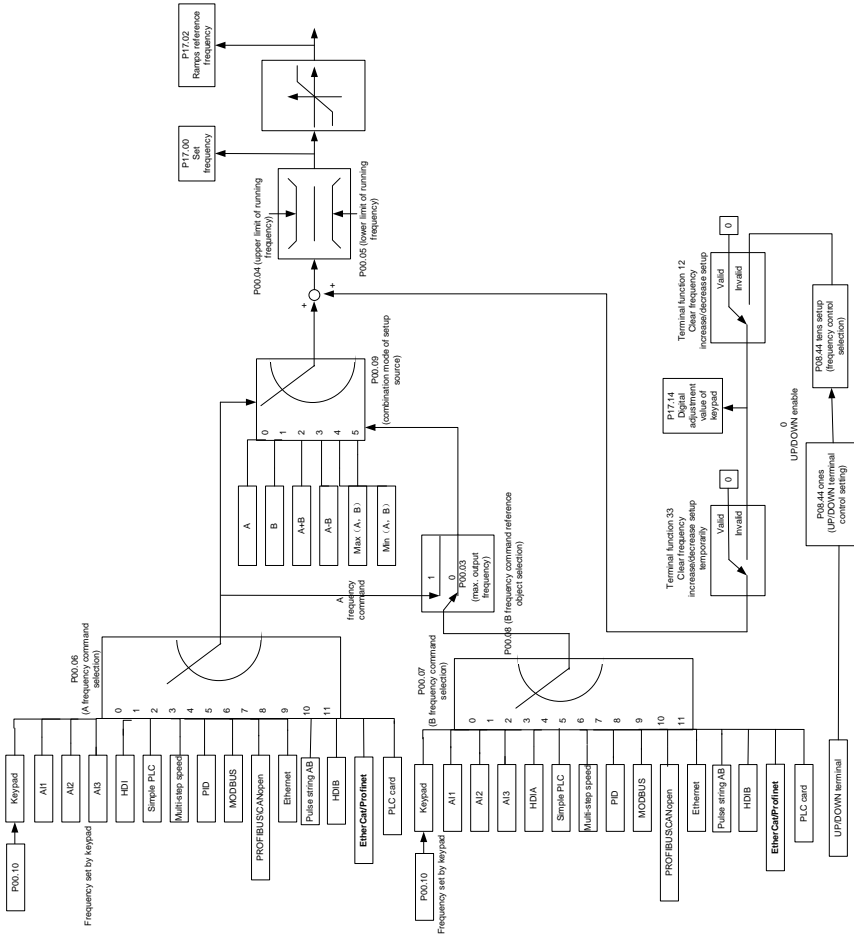 P17.02
Ramps reference
frequency
P17.00
Set
frequency
P00.04 (upper limit of running
frequency)
P00.05 (lower limit of running
frequency)
+
+
P00.09
(combination mode of setup
source)
0
1
2
3
4
5
A
B
A+B
A-B
Max（A，B）
Min（A，B）
A
frequency
command
1
0
P00.03
(max. output
frequency)
P00.08 (B frequency command reference
object selection)
P00.06
(A frequency command
selection)
0
1
2
3
4
5
6
7
8
9
10
11
Keypad
AI1
AI2
AI3
HDI
Simple PLC
Multi-step speed
PID
MODBUS
PROFIBUS\CANopen
Ethernet
Pulse string AB
HDIB
EtherCat/Profinet
PLC card
P00.10
Frequency set by keypad
P00.07
(B frequency command
selection)
0
1
2
3
4
5
6
7
8
9
10
11
Keypad
AI1
AI2
AI3
HDIA
Simple PLC
Multi-step speed
PID
MODBUS
PROFIBUS\CANopen
Ethernet
Pulse string AB
HDIB
EtherCat/Profinet
PLC card
P00.10
Frequency set by keypad
Terminal function 12
Clear frequency
increase/decrease setup
Valid
Invalid
0
P17.14
Digital
adjustment
value of
keypad
Terminal function 33
Clear frequency
increase/decrease setup
temporarily
Valid
Invalid
0
P08.44 tens setup
(frequency control
selection)
0
UP/DOWN enable
P08.44 ones
(UP/DOWN terminal
control setting)
UP/DOWN terminal